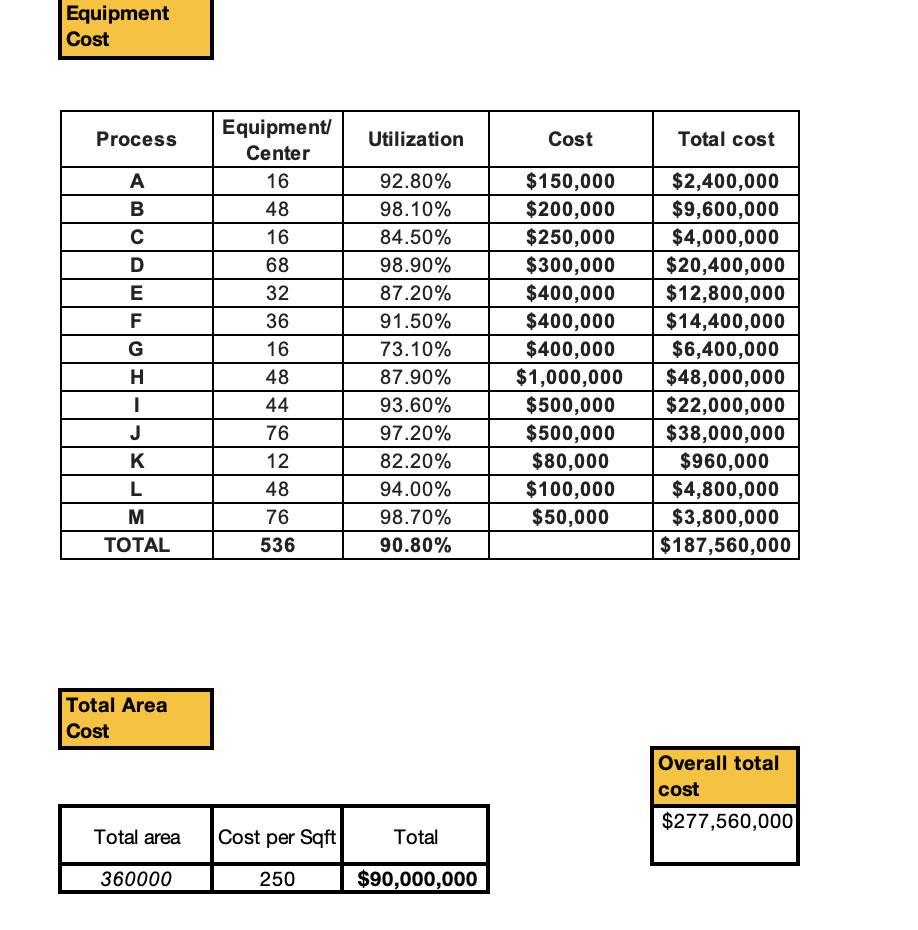 Equipment
Cost
Process Equipment/ Center Utilization Cost Total cost
A 16 92.80% $150,000 $2,400,000
B 48 98.10% $200,000 $9,600,000
C 16 84.50% $250,000 $4,000,000
D 68 98.90% $300,000 $20,400,000
E 32 87.20% $400,000 $12,800,000
F 36 91.50% $400,000 $14,400,000
G 16 73.10% $400,000 $6,400,000
H 48 87.90% $1,000,000 $48,000,000
I 44 93.60% $500,000 $22,000,000
J 76 97.20% $500,000 $38,000,000
K 12 82.20% $80,000 $960,000
L 48 94.00% $100,000 $4,800,000
M 76 98.70% $50,000 $3,800,000
TOTAL 536 90.80% $187,560,000
Total Area
Cost
Total area Cost per Sqft Total
360000 250 $90,000,000
Overall total
cost
$277,560,000